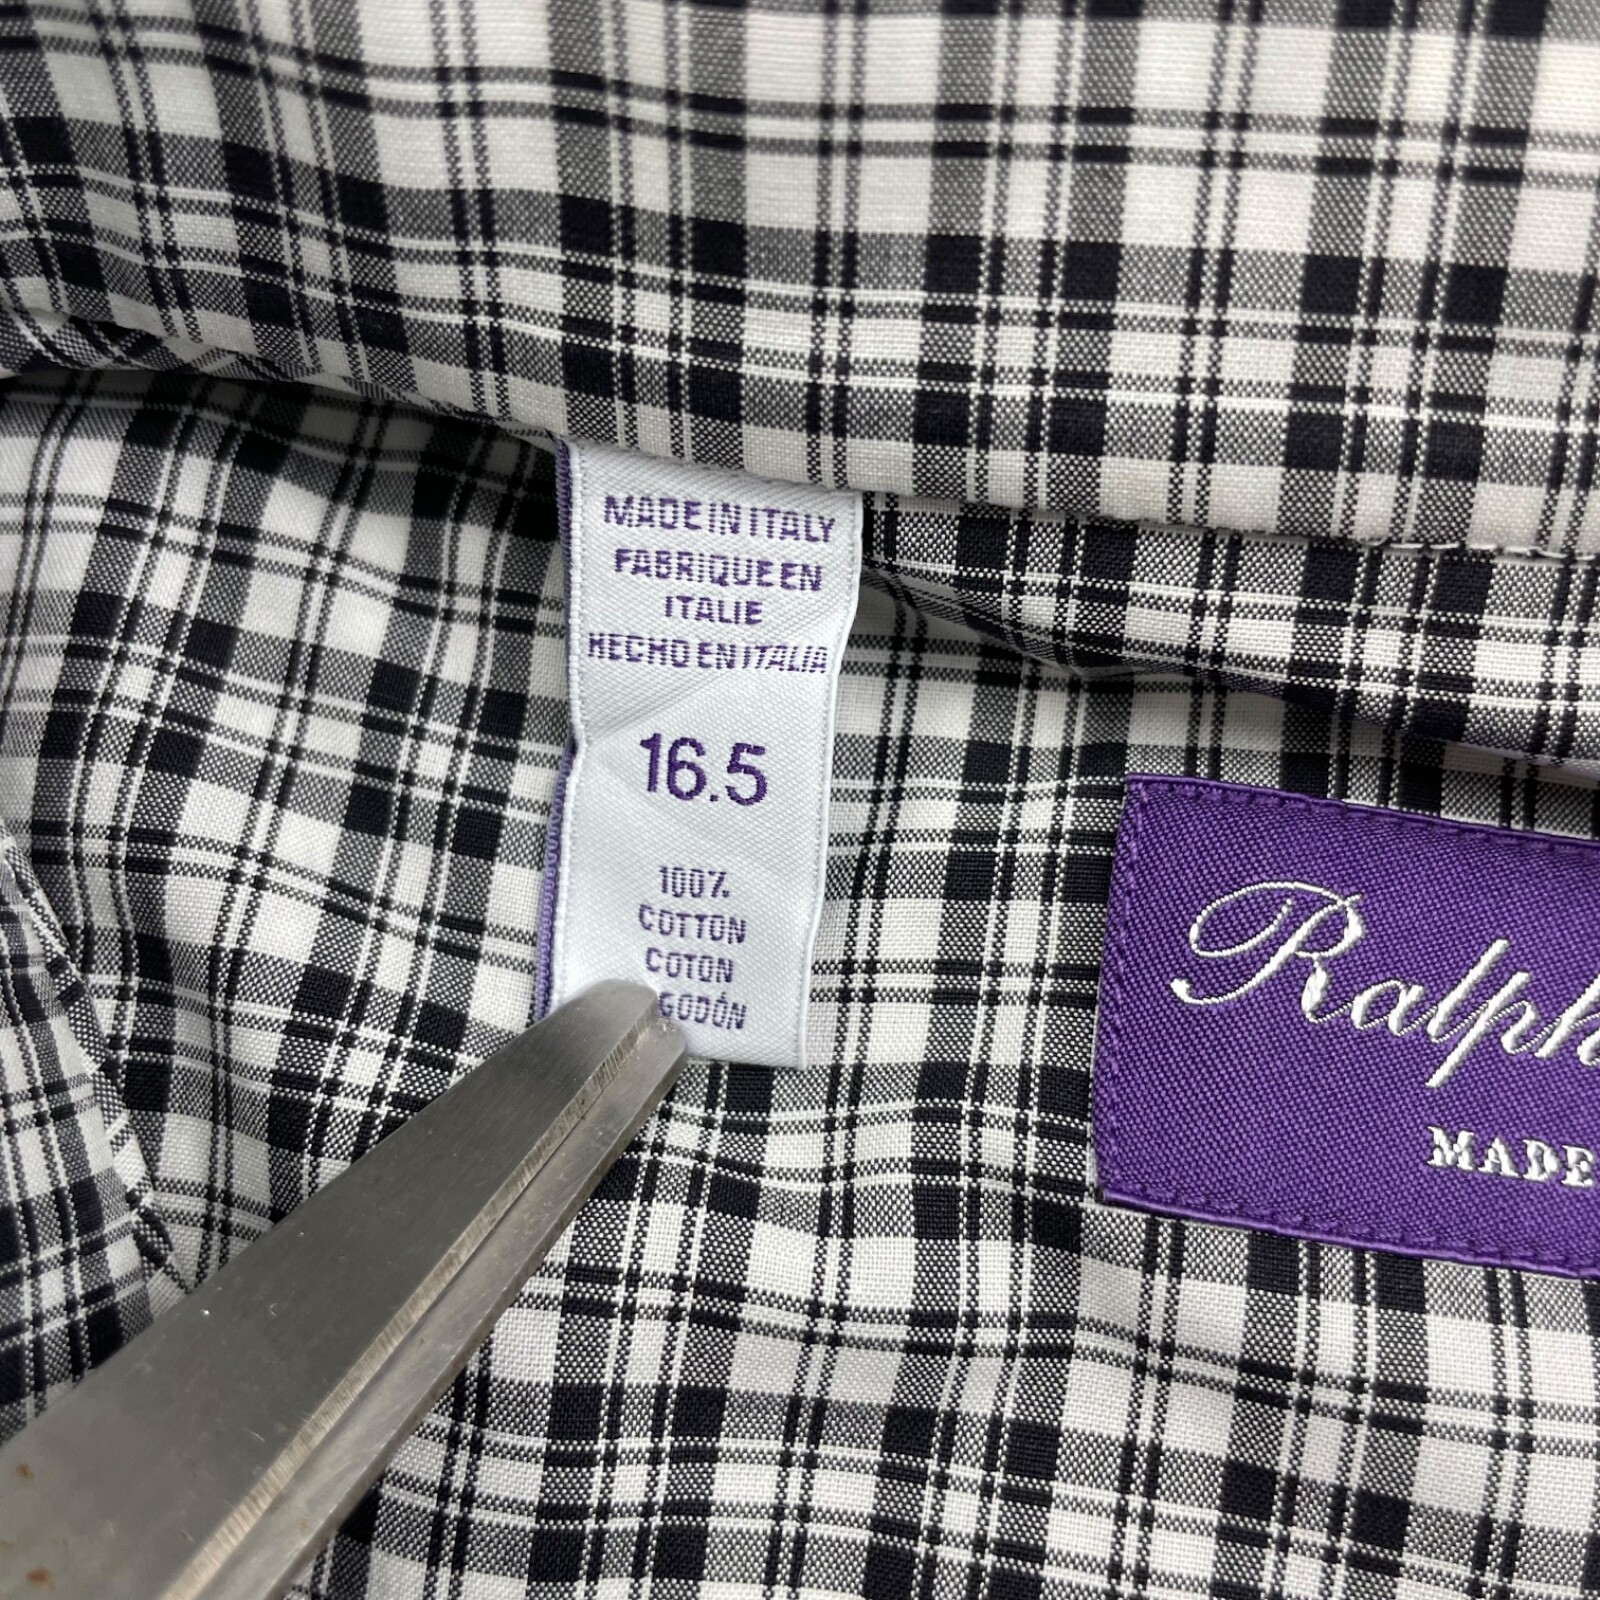 MADE IN ITALY
FABRIQUE EN
ITALIE
HECHO EN ITALIA
16.5
100%
COTTON
COTON
GODÓN
Ralph
MADE